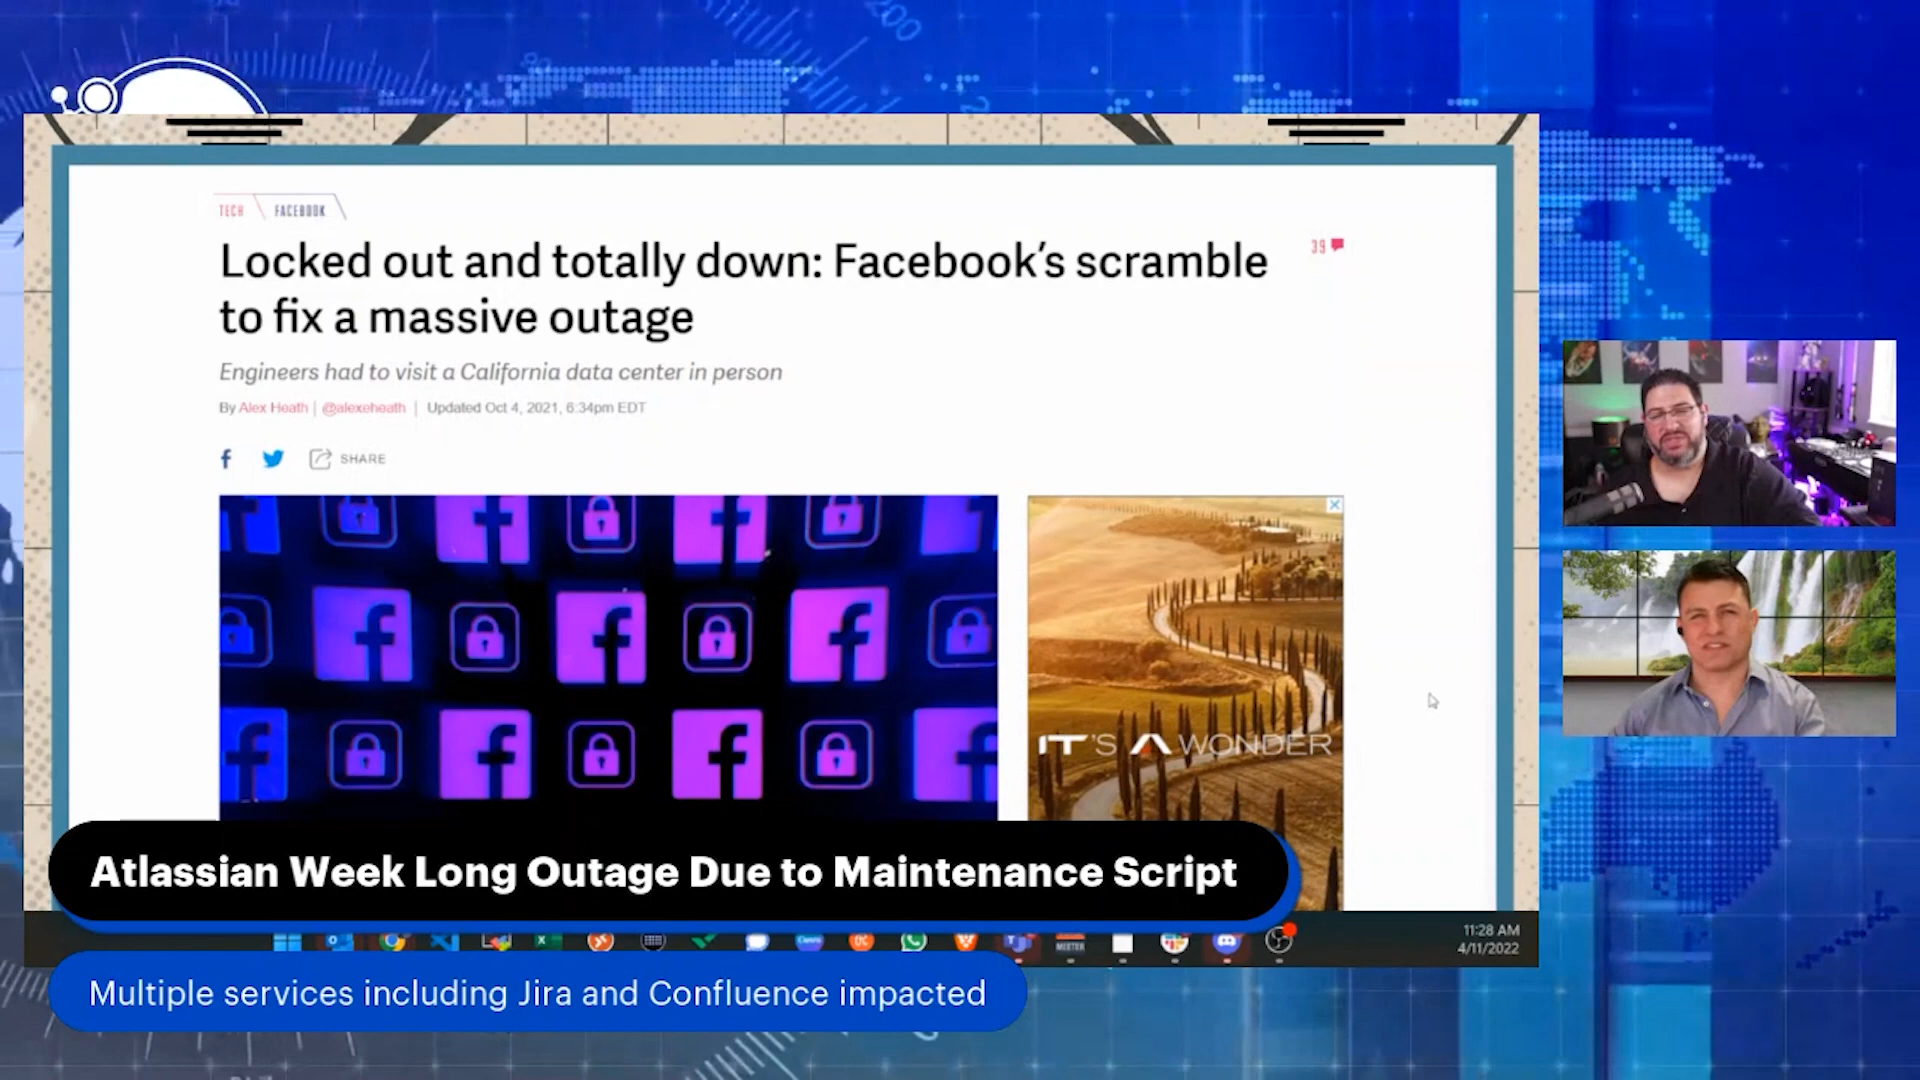 200
TECH
FACEBOOK
Locked out and totally down: Facebook's scramble
to fix a massive outage
39
Engineers had to visit a California data center in person
By Alex Heath | @alexeheath | Updated Oct 4, 2021, 6:34pm EDT
SHARE
IT'S A WONDER
Atlassian Week Long Outage Due to Maintenance Script
11:28 AM
4/11/2022
Multiple services including Jira and Confluence impacted